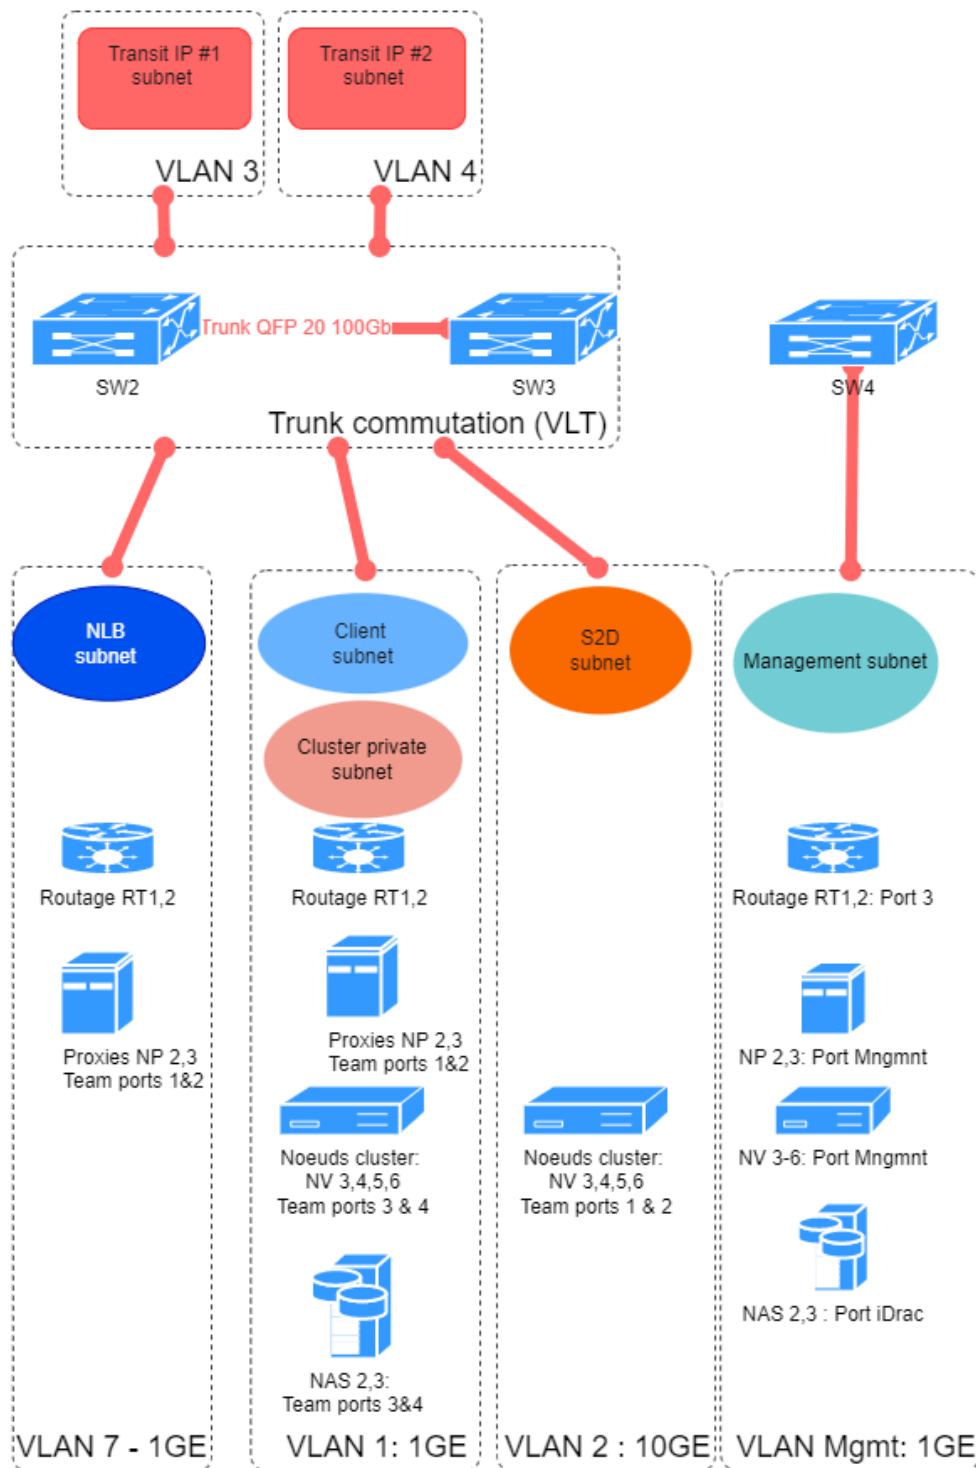 Transit IP #1
subnet
VLAN 3
Transit IP #2
subnet
VLAN 4
Trunk QFP 20 100Gb
SW2
SW3
Trunk commutation (VLT)
SW4
NLB
subnet
Routage RT1,2
Proxies NP 2,3
Team ports 1&2
VLAN 7 - 1GE
Client
subnet
Cluster private
subnet
Routage RT1,2
Proxies NP 2,3
Team ports 1&2
Noeuds cluster:
NV 3,4,5,6
Team ports 3 & 4
NAS 2,3:
Team ports 3&4
VLAN 1: 1GE
S2D
subnet
Noeuds cluster:
NV 3,4,5,6
Team ports 1 & 2
VLAN 2 : 10GE
Management subnet
Routage RT1,2: Port 3
NP 2,3: Port Mngmnt
NV 3-6: Port Mngmnt
NAS 2,3 : Port iDrac
VLAN Mgmt: 1GE